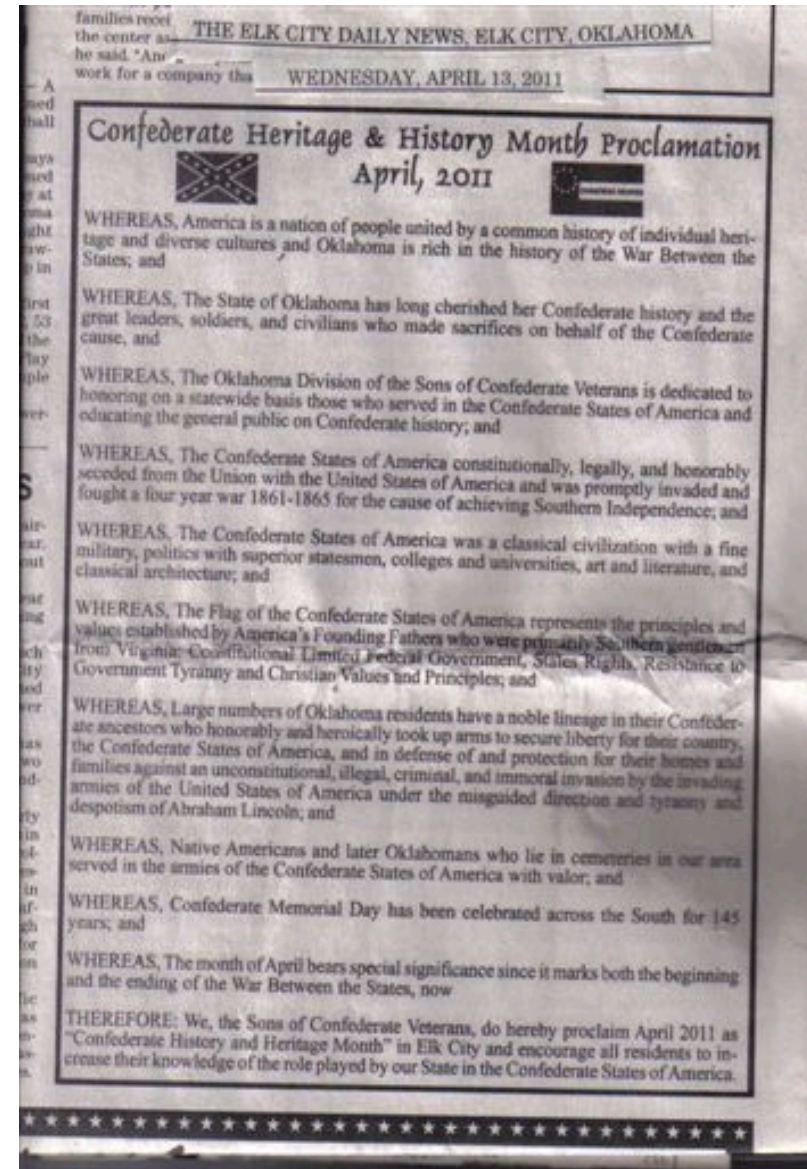 families recei
the center as
he said. "An
work for a company tha
THE ELK CITY DAILY NEWS, ELK CITY, OKLAHOMA
WEDNESDAY, APRIL 13, 2011
Confederate Heritage & History Month Proclamation
April, 2011
WHEREAS, America is a nation of people united by a common history of individual heri-
tage and diverse cultures and Oklahoma is rich in the history of the War Between the
States; and
WHEREAS, The State of Oklahoma has long cherished her Confederate history and the
great leaders, soldiers, and civilians who made sacrifices on behalf of the Confederate
cause, and
WHEREAS, The Oklahoma Division of the Sons of Confederate Veterans is dedicated to
honoring on a statewide basis those who served in the Confederate States of America and
educating the general public on Confederate history; and
WHEREAS, The Confederate States of America constitutionally, legally, and honorably
seceded from the Union with the United States of America and was promptly invaded and
fought a four year war 1861-1865 for the cause of achieving Southern Independence; and
WHEREAS, The Confederate States of America was a classical civilization with a fine
military, politics with superior statesmen, colleges and universities, art and literature, and
classical architecture; and
WHEREAS, The Flag of the Confederate States of America represents the principles and
values established by America's Founding Fathers who were primarily Southern gentlemen
from Virginia: Constitutional Limited Federal Government, States Rights, Resistance to
Government Tyranny and Christian Values and Principles; and
WHEREAS, Large numbers of Oklahoma residents have a noble lineage in their Confeder-
ate ancestors who honorably and heroically took up arms to secure liberty for their country,
the Confederate States of America, and in defense of and protection for their homes and
families against an unconstitutional, illegal, criminal, and immoral invasion by the invading
armies of the United States of America under the misguided direction and tyranny and
despotism of Abraham Lincoln; and
WHEREAS, Native Americans and later Oklahomans who lie in cemeteries in our area
served in the armies of the Confederate States of America with valor; and
WHEREAS, Confederate Memorial Day has been celebrated across the South for 145
years; and
WHEREAS, The month of April bears special significance since it marks both the beginning
and the ending of the War Between the States, now
THEREFORE: We, the Sons of Confederate Veterans, do hereby proclaim April 2011 as
"Confederate History and Heritage Month" in Elk City and encourage all residents to in-
crease their knowledge of the role played by our State in the Confederate States of America.